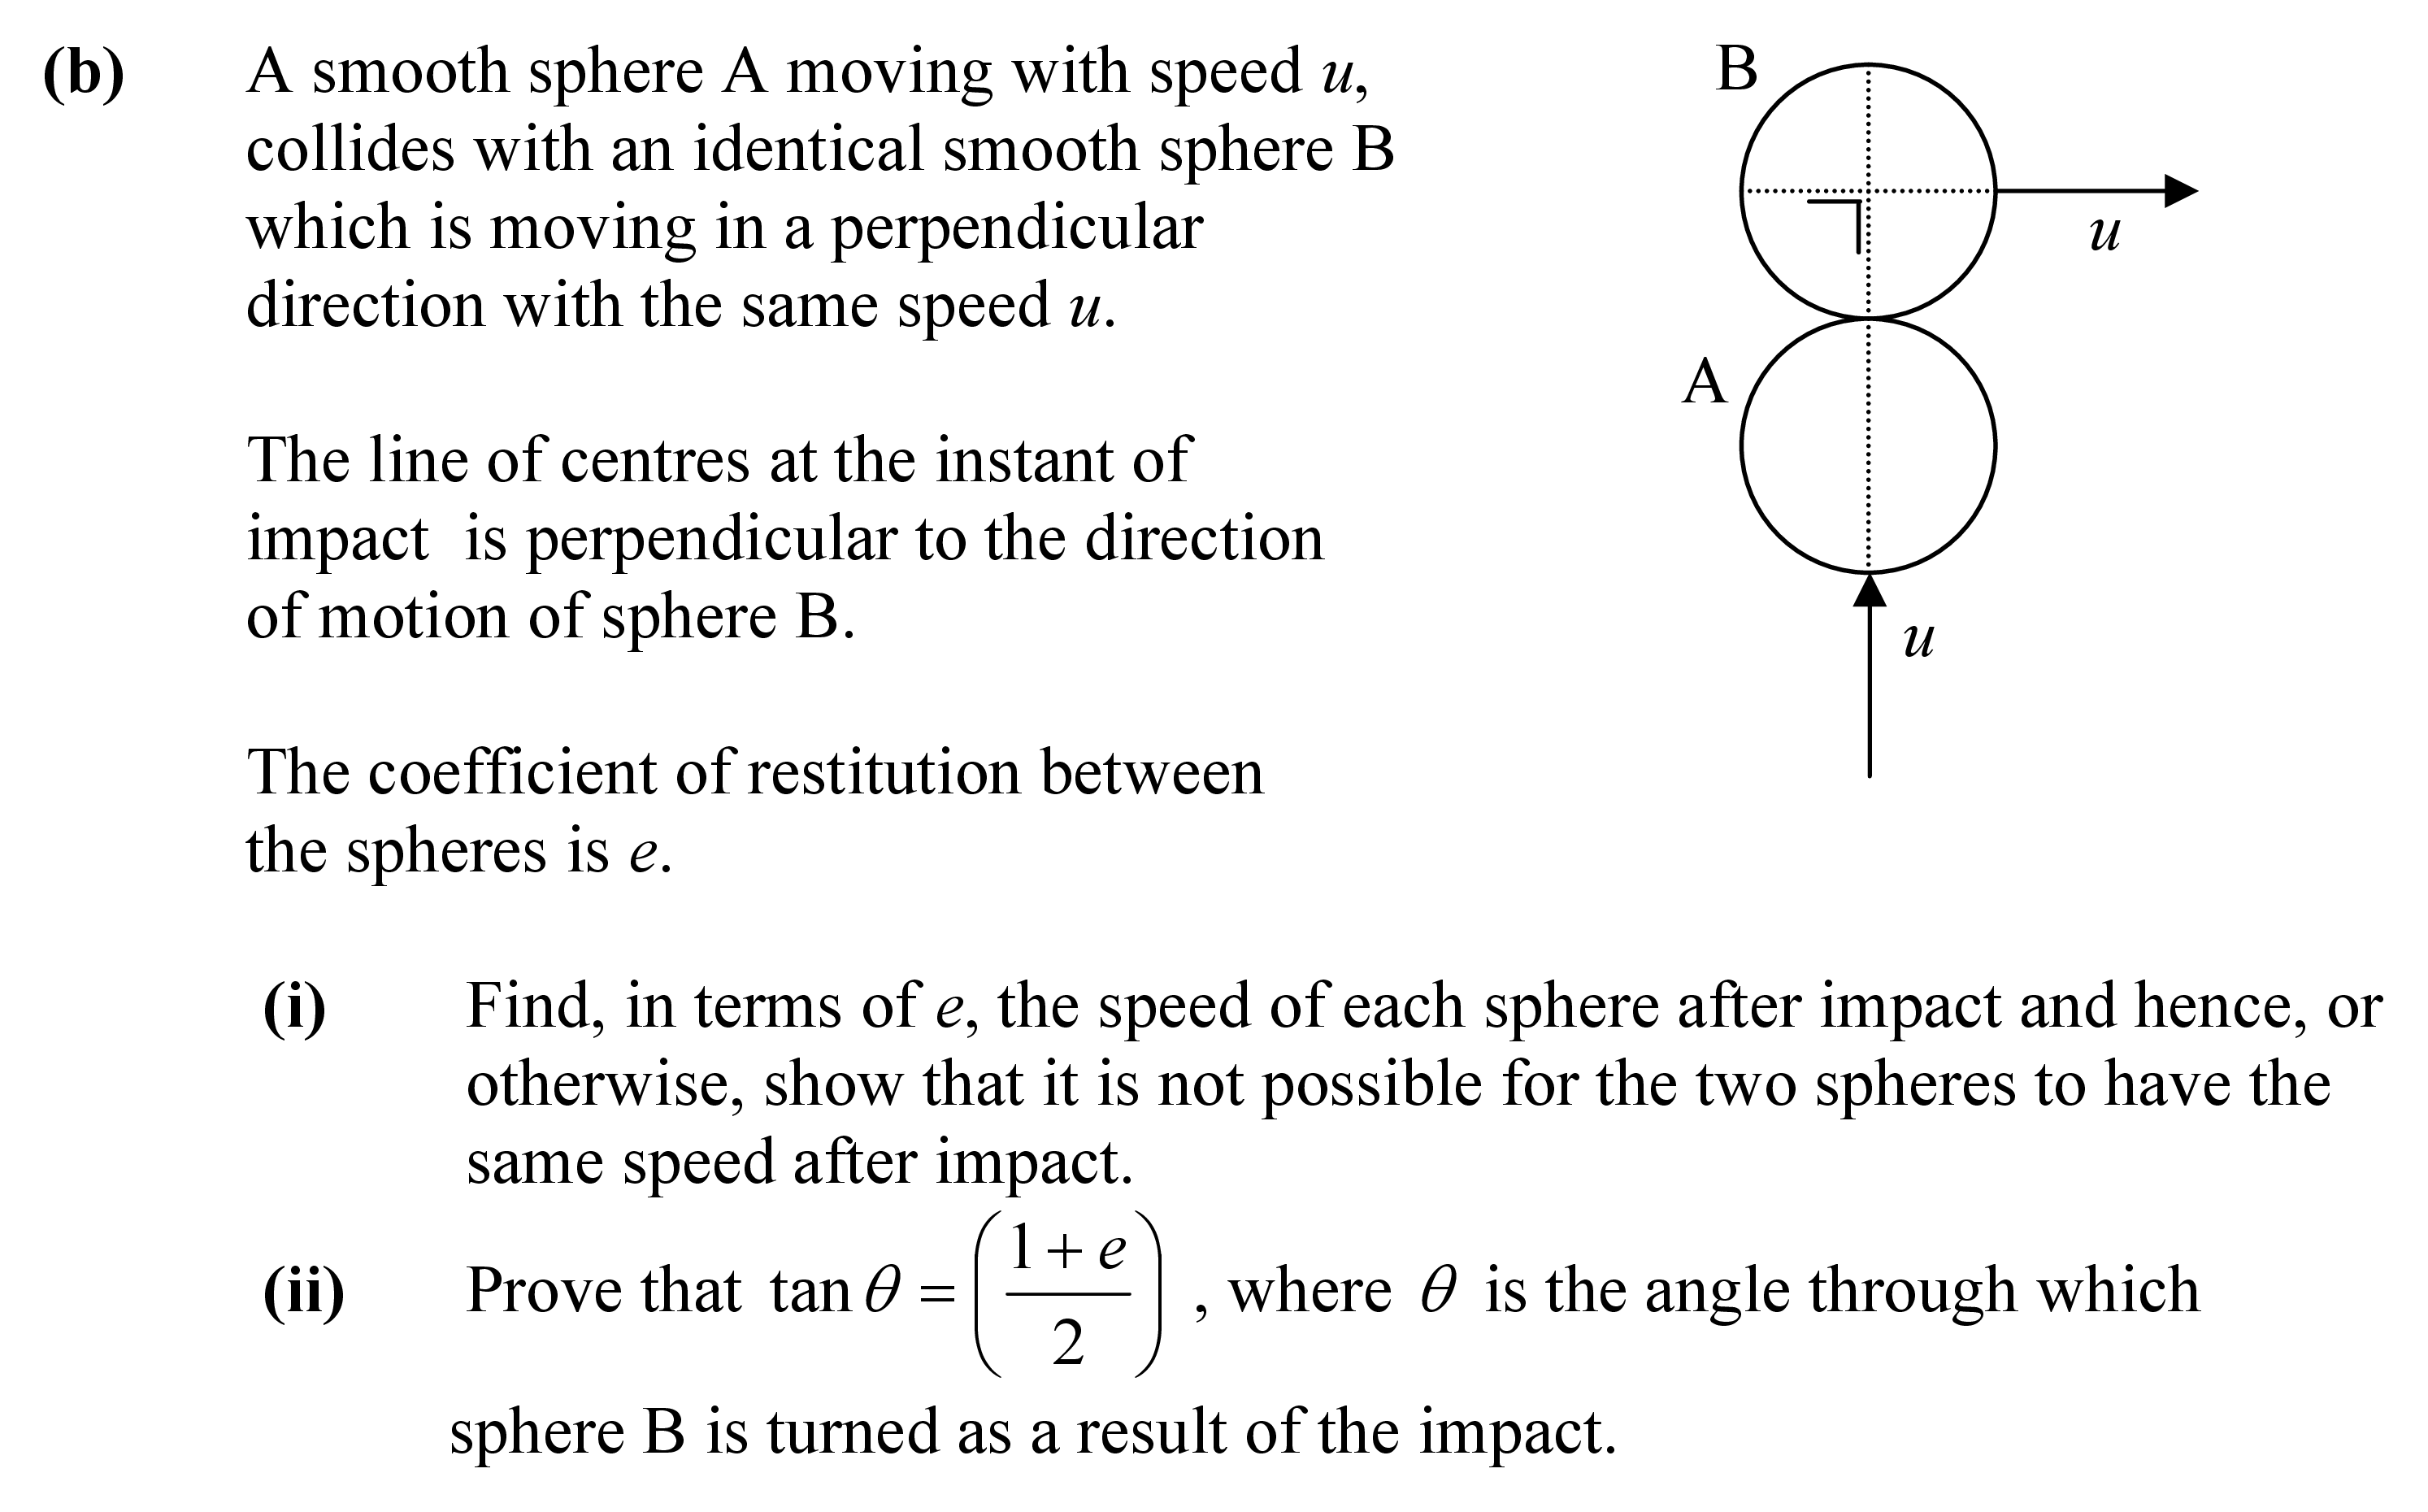 (b) A smooth sphere A moving with speed u,
collides with an identical smooth sphere B
which is moving in a perpendicular
direction with the same speed u.
The line of centres at the instant of
impact is perpendicular to the direction
of motion of sphere B.
The coefficient of restitution between
the spheres is e.
B
u
A
u
(i) Find, in terms of e, the speed of each sphere after impact and hence, or
otherwise, show that it is not possible for the two spheres to have the
same speed after impact.
(ii) Prove that tan θ = ((1 + e)/2), where θ is the angle through which
sphere B is turned as a result of the impact.